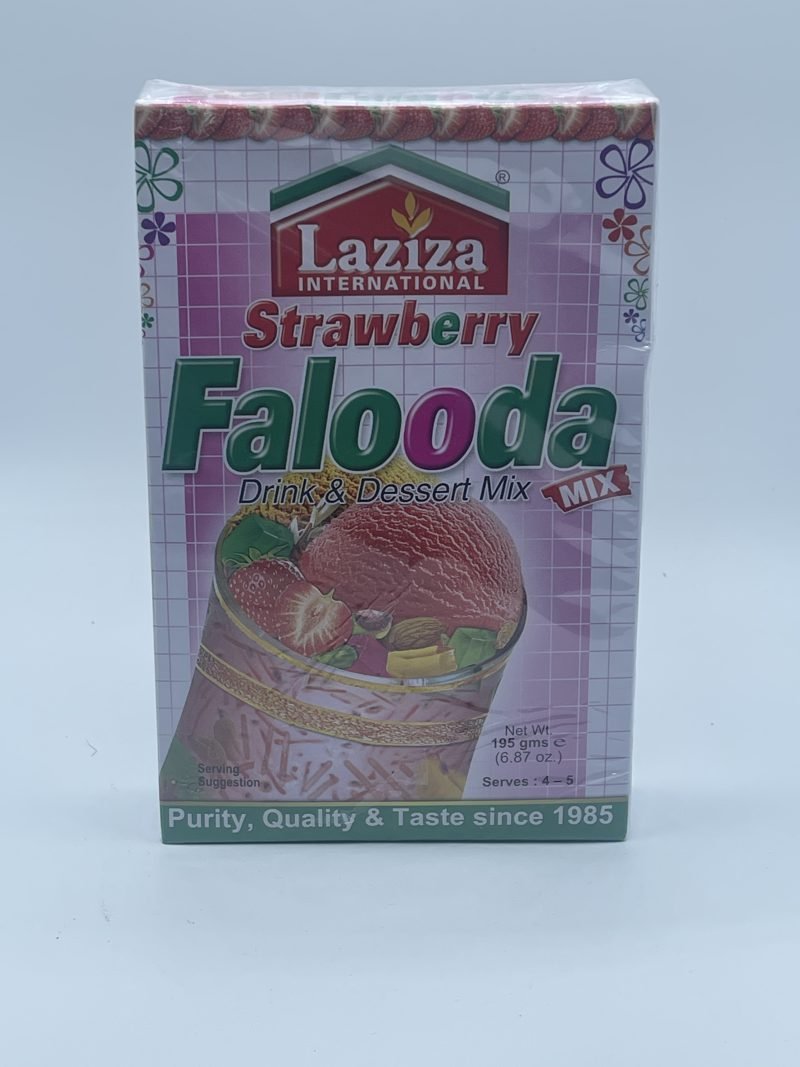 ®
Laziza
INTERNATIONAL
Strawberry
Falooda
Drink & Dessert Mix
MIX
Net Wt.
195 gms e
(6.87 oz.)
Serves : 4 – 5
Serving
Suggestion
Purity, Quality & Taste since 1985